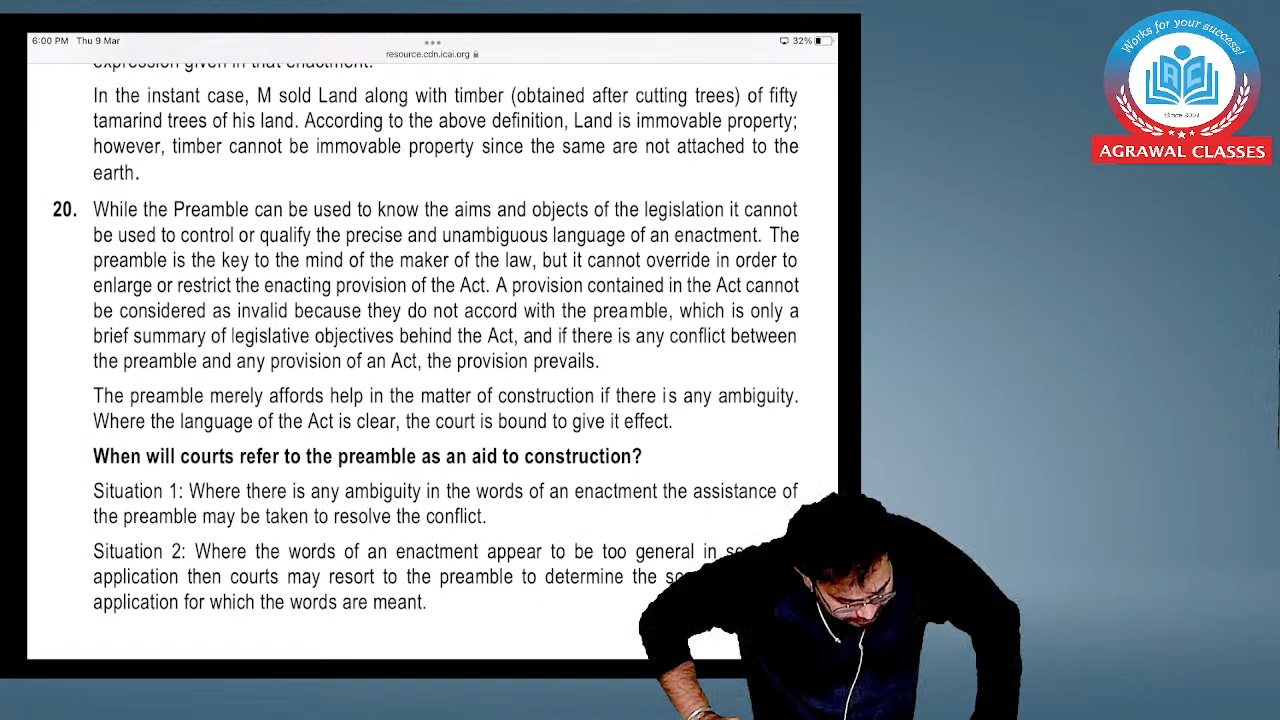 6:00 PM Thu 9 Mar
32%
resource.cdn.icai.org
expression given in that enactment.
In the instant case, M sold Land along with timber (obtained after cutting trees) of fifty
tamarind trees of his land. According to the above definition, Land is immovable property;
however, timber cannot be immovable property since the same are not attached to the
earth.
20. While the Preamble can be used to know the aims and objects of the legislation it cannot
be used to control or qualify the precise and unambiguous language of an enactment. The
preamble is the key to the mind of the maker of the law, but it cannot override in order to
enlarge or restrict the enacting provision of the Act. A provision contained in the Act cannot
be considered as invalid because they do not accord with the preamble, which is only a
brief summary of legislative objectives behind the Act, and if there is any conflict between
the preamble and any provision of an Act, the provision prevails.
The preamble merely affords help in the matter of construction if there is any ambiguity.
Where the language of the Act is clear, the court is bound to give it effect.
When will courts refer to the preamble as an aid to construction?
Situation 1: Where there is any ambiguity in the words of an enactment the assistance of
the preamble may be taken to resolve the conflict.
Situation 2: Where the words of an enactment appear to be too general in
application then courts may resort to the preamble to determine the
application for which the words are meant.
Works for your success!
AC
Since 2021
AGRAWAL CLASSES